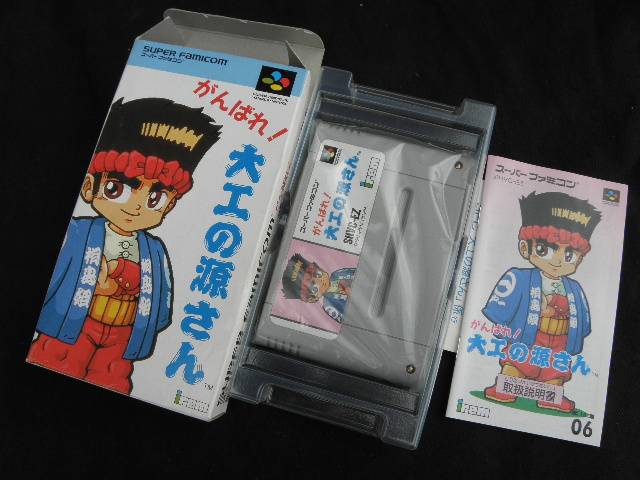 SUPER FAMICOM
スーパーファミコン
がんばれ!
大工の源さん
TM
irem
スーパーファミコン
がんばれ!
大工の源さん
irem
スーパーファミコン
がんばれ!
大工の源さん
取扱説明書
irem
06